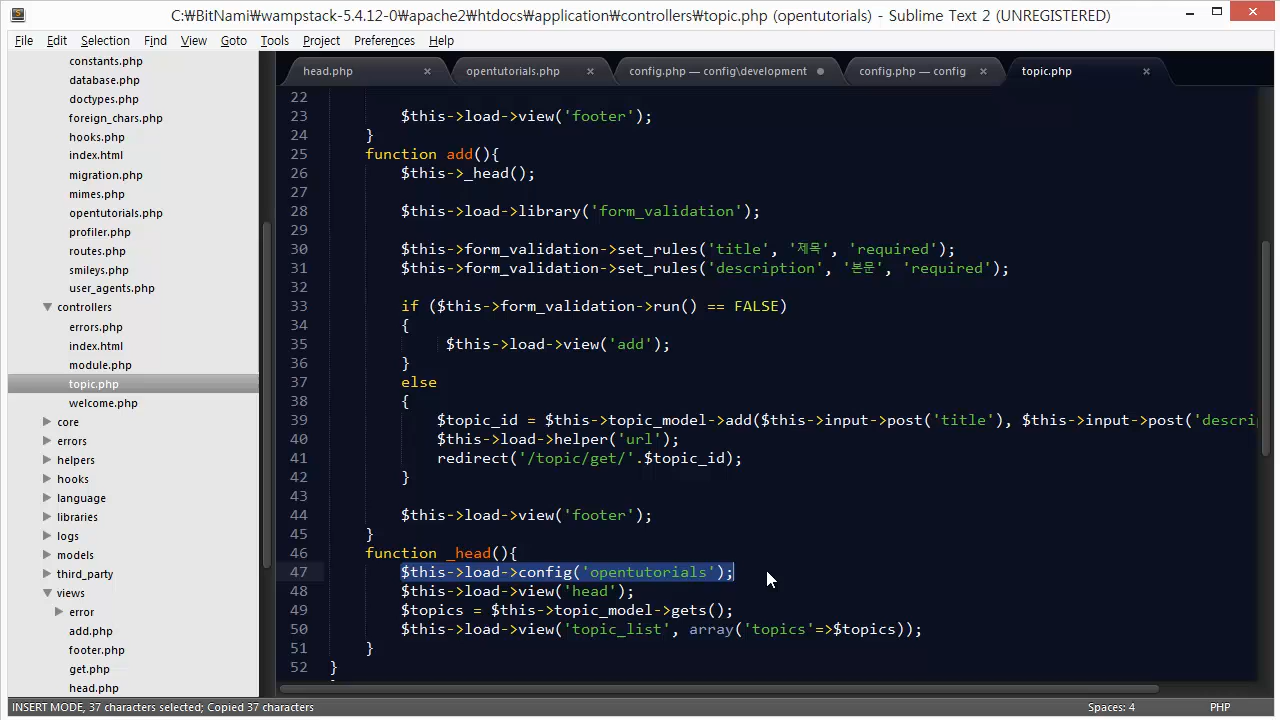 C:₩BitNami₩wampstack-5.4.12-0₩apache2₩htdocs₩application₩controllers₩topic.php (opentutorials) - Sublime Text 2 (UNREGISTERED)
File Edit Selection Find View Goto Tools Project Preferences Help
constants.php
database.php
doctypes.php
foreign_chars.php
hooks.php
index.html
migration.php
mimes.php
opentutorials.php
profiler.php
routes.php
smileys.php
user_agents.php
controllers
errors.php
index.html
module.php
topic.php
welcome.php
core
errors
helpers
hooks
language
libraries
logs
models
third_party
views
error
add.php
footer.php
get.php
head.php
head.php opentutorials.php config.php — config\development config.php — config topic.php
22
23 $this->load->view('footer');
24 }
25 function add(){
26 $this->_head();
27
28 $this->load->library('form_validation');
29
30 $this->form_validation->set_rules('title', '제목', 'required');
31 $this->form_validation->set_rules('description', '본문', 'required');
32
33 if ($this->form_validation->run() == FALSE)
34 {
35 $this->load->view('add');
36 }
37 else
38 {
39 $topic_id = $this->topic_model->add($this->input->post('title'), $this->input->post('descri
40 $this->load->helper('url');
41 redirect('/topic/get/'.$topic_id);
42 }
43
44 $this->load->view('footer');
45 }
46 function _head(){
47 $this->load->config('opentutorials');
48 $this->load->view('head');
49 $topics = $this->topic_model->gets();
50 $this->load->view('topic_list', array('topics'=>$topics));
51 }
52 }
INSERT MODE, 37 characters selected; Copied 37 characters Spaces: 4 PHP